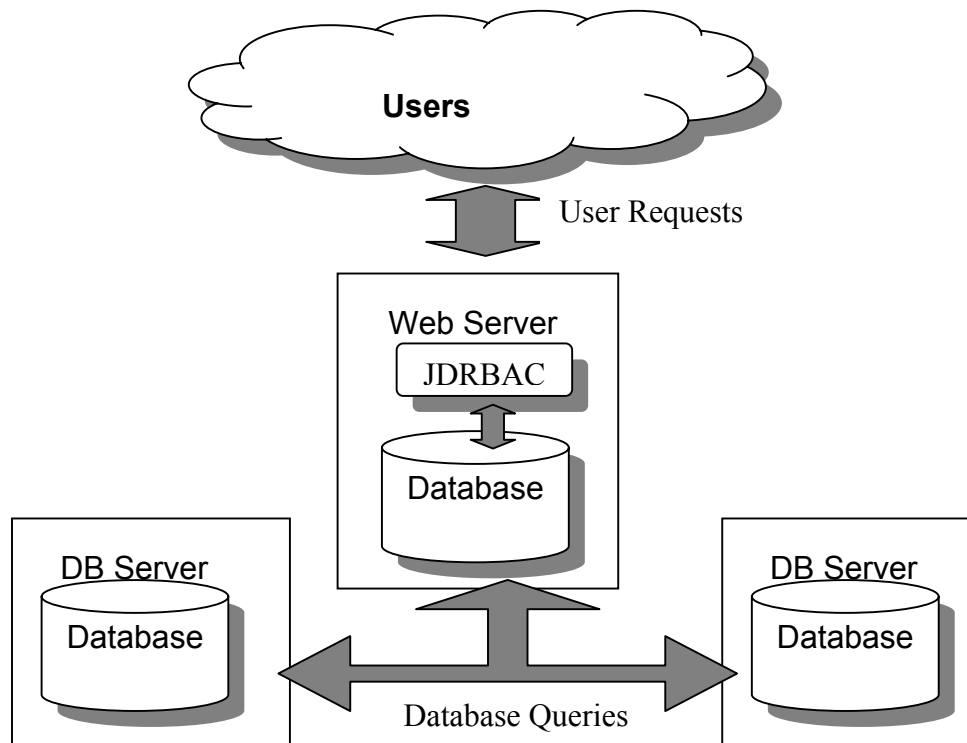 Users
User Requests
Web Server
JDRBAC
Database
DB Server
Database
DB Server
Database
Database Queries